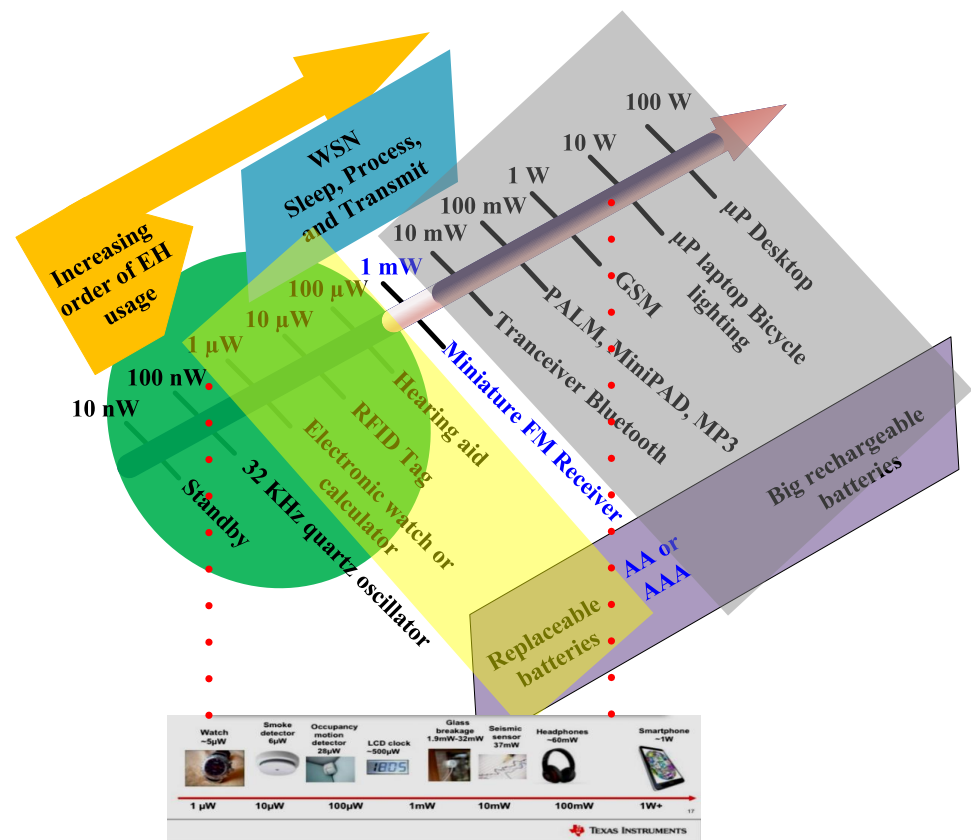 WSN
Sleep, Process,
and Transmit
Increasing
order of EH
usage
10 nW
100 nW
1 µW
10 µW
100 µW
1 mW
10 mW
100 mW
1 W
10 W
100 W
Standby
32 KHz quartz oscillator
Electronic watch or
calculator
RFID Tag
Hearing aid
Miniature FM Receiver
Tranceiver Bluetooth
PALM, MiniPAD, MP3
GSM
µP laptop Bicycle
lighting
µP Desktop
Replaceable
batteries
AA or
AAA
Big rechargeable
batteries
Watch
~5µW
Smoke
detector
6µW
Occupancy
motion
detector
28µW
LCD clock
~500µW
1805
Glass
breakage
1.9mW-32mW
Seismic
sensor
37mW
Headphones
~60mW
Smartphone
~1W
1 µW
10µW
100µW
1mW
10mW
100mW
1W+
17
TEXAS INSTRUMENTS